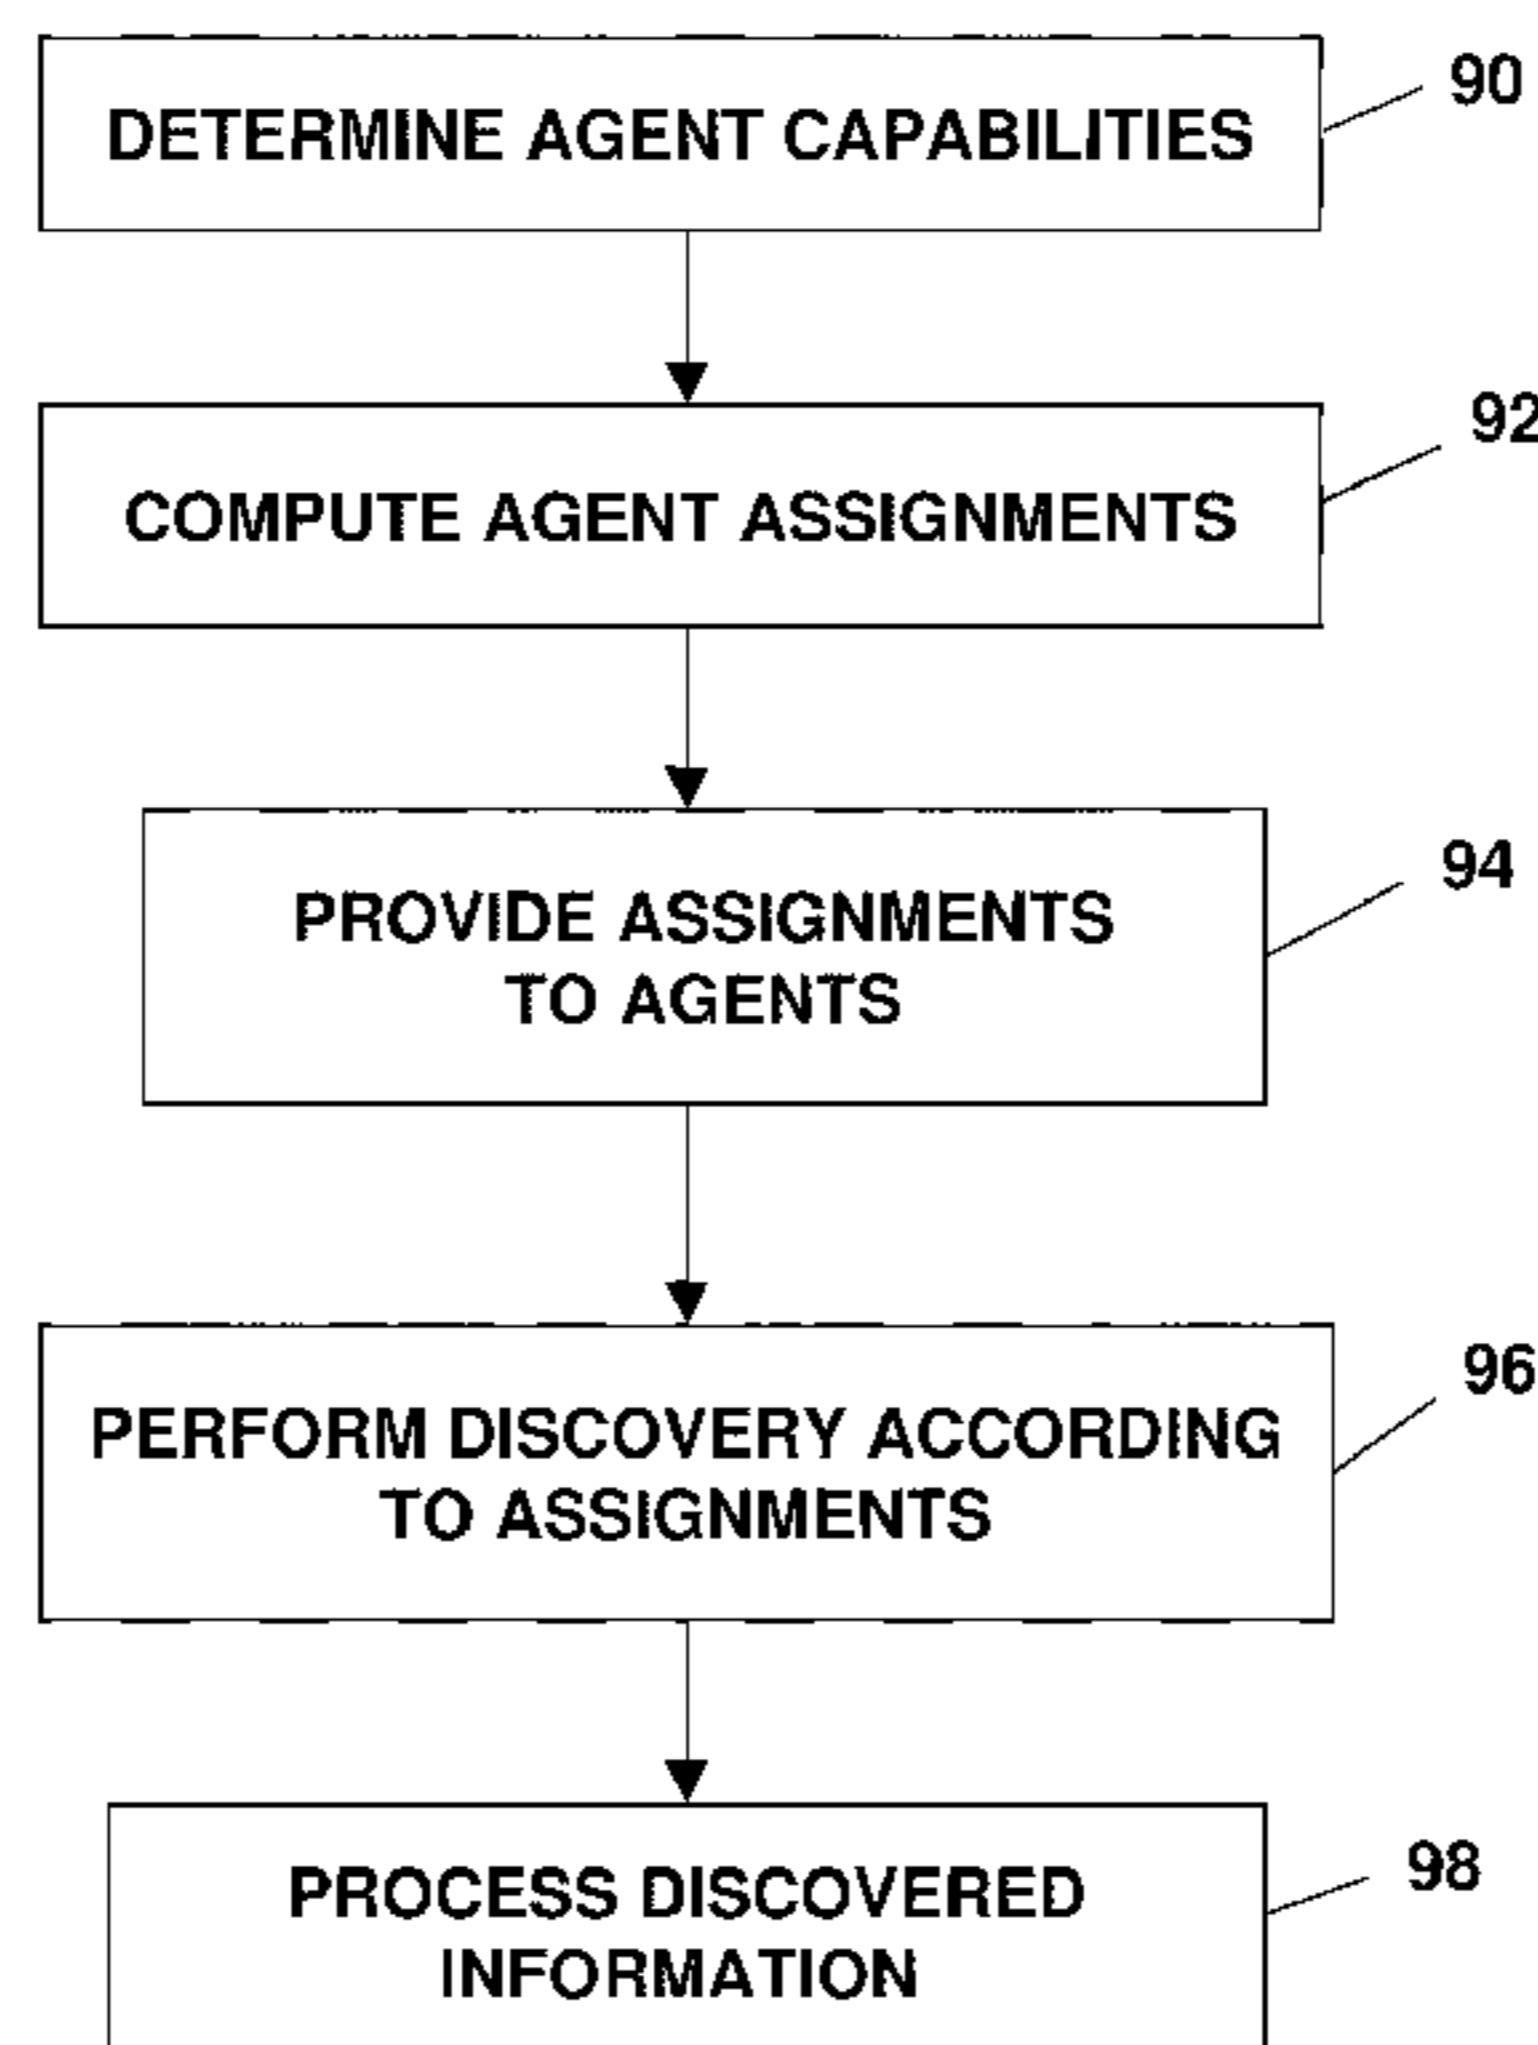 DETERMINE AGENT CAPABILITIES
90
COMPUTE AGENT ASSIGNMENTS
92
PROVIDE ASSIGNMENTS
TO AGENTS
94
PERFORM DISCOVERY ACCORDING
TO ASSIGNMENTS
96
PROCESS DISCOVERED
INFORMATION
98